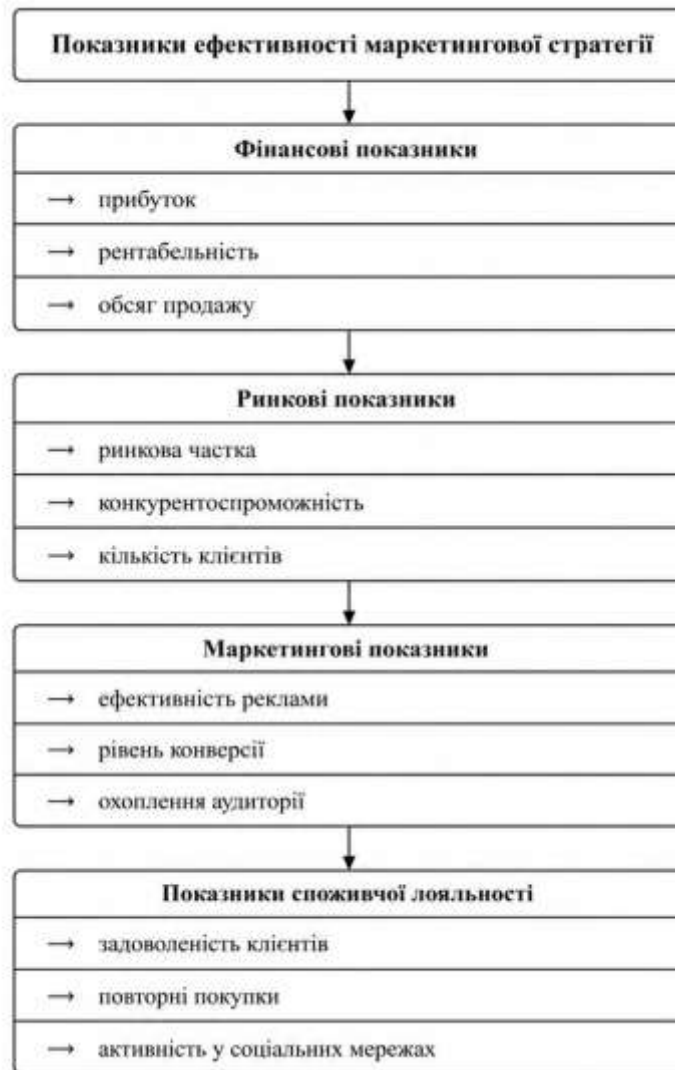 Показники ефективності маркетингової стратегії
Фінансові показники
→ прибуток
→ рентабельність
→ обсяг продажу
Ринкові показники
→ ринкова частка
→ конкурентоспроможність
→ кількість клієнтів
Маркетингові показники
→ ефективність реклами
→ рівень конверсії
→ охоплення аудиторії
Показники споживчої лояльності
→ задоволеність клієнтів
→ повторні покупки
→ активність у соціальних мережах